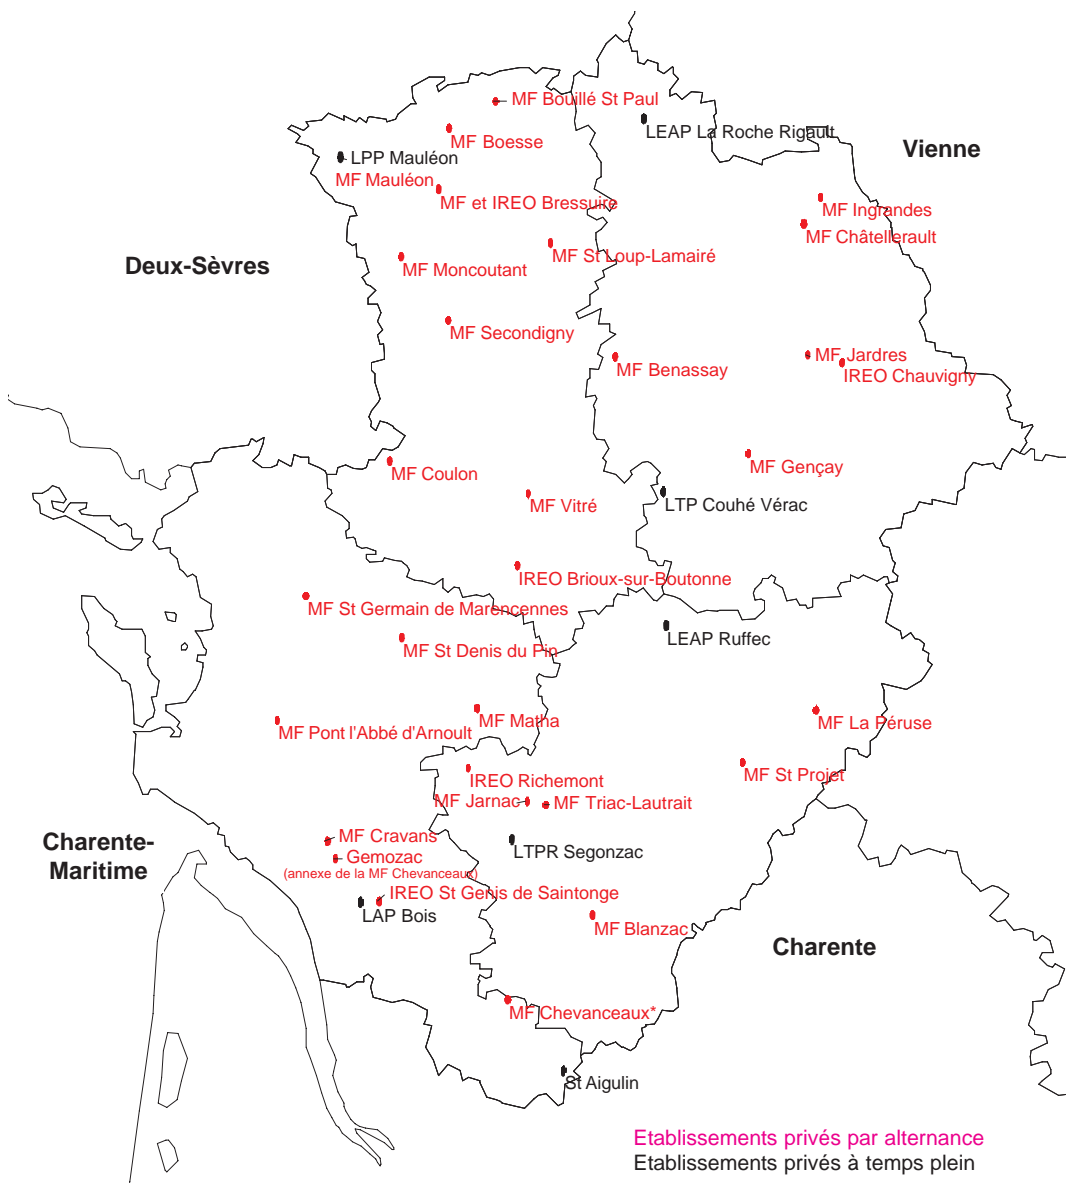 MF Bouillé St Paul
LEAP La Roche Rigault
MF Boesse
Vienne
LPP Mauléon
MF Mauléon
MF et IREO Bressuire
MF Ingrandes
MF Châtellerault
MF St Loup-Lamairé
Deux-Sèvres
MF Moncoutant
MF Secondigny
MF Jardres
MF Benassay
IREO Chauvigny
MF Coulon
MF Gençay
MF Vitré
LTP Couhé Vérac
IREO Brioux-sur-Boutonne
MF St Germain de Marencennes
LEAP Ruffec
MF St Denis du Pin
MF Matha
MF La Péruse
MF Pont l'Abbé d'Arnoult
MF St Projet
IREO Richemont
MF Jarnac
MF Triac-Lautrait
MF Cravans
Charente-
Maritime
LTPR Segonzac
Gemozac
(annexe de la MF Chevanceaux)
IREO St Genis de Saintonge
LAP Bois
MF Blanzac
Charente
MF Chevanceaux*
St Aigulin
Etablissements privés par alternance
Etablissements privés à temps plein